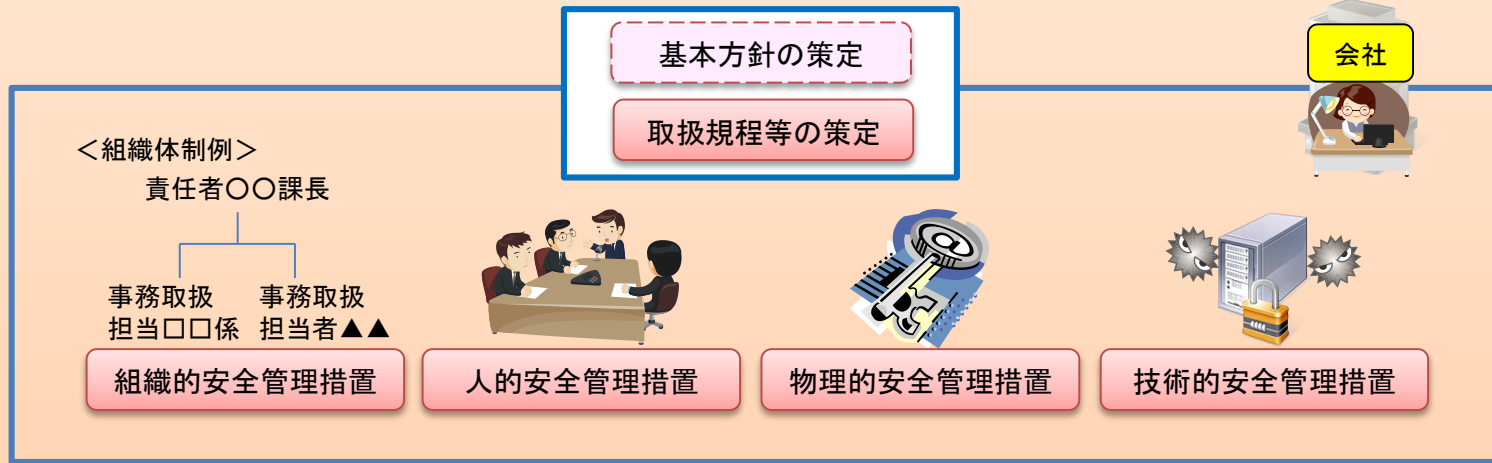 基本方針の策定
取扱規程等の策定
会社
＜組織体制例＞
責任者〇〇課長
事務取扱
担当□□係
事務取扱
担当者▲▲
組織的安全管理措置
人的安全管理措置
物理的安全管理措置
技術的安全管理措置